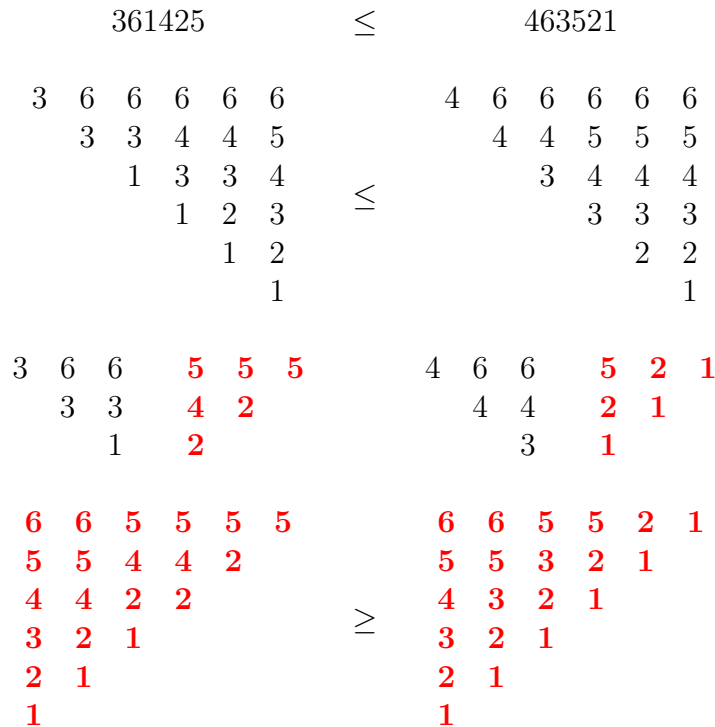 361425 ≤ 463521
3 6 6 6 6 6 4 6 6 6 6 6
3 3 4 4 5 4 4 5 5 5
1 3 3 4 3 4 4 4
≤
1 2 3 3 3 3
1 2 2 2
1 1
3 6 6 5 5 5 4 6 6 5 2 1
3 3 4 2 4 4 2 1
1 2 3 1
6 6 5 5 5 5 6 6 5 5 2 1
5 5 4 4 2 5 5 3 2 1
4 4 2 2 4 3 2 1
≥
3 2 1 3 2 1
2 1 2 1
1 1